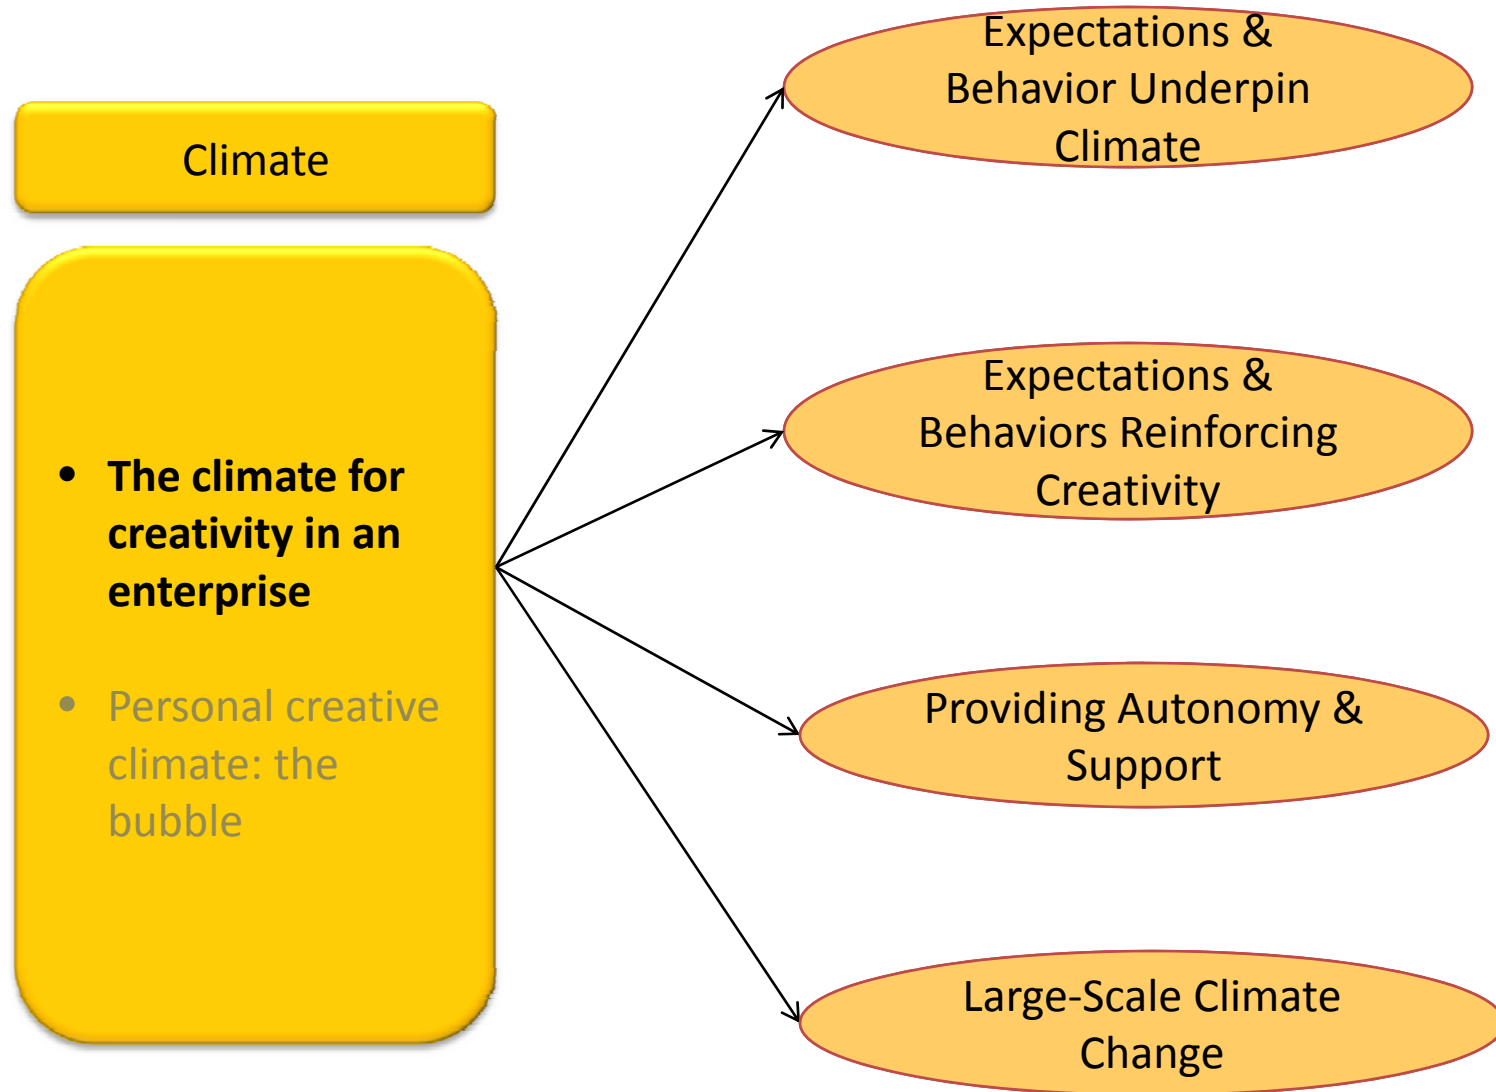 Climate
• The climate for
creativity in an
enterprise
• Personal creative
climate: the
bubble
Expectations &
Behavior Underpin
Climate
Expectations &
Behaviors Reinforcing
Creativity
Providing Autonomy &
Support
Large-Scale Climate
Change